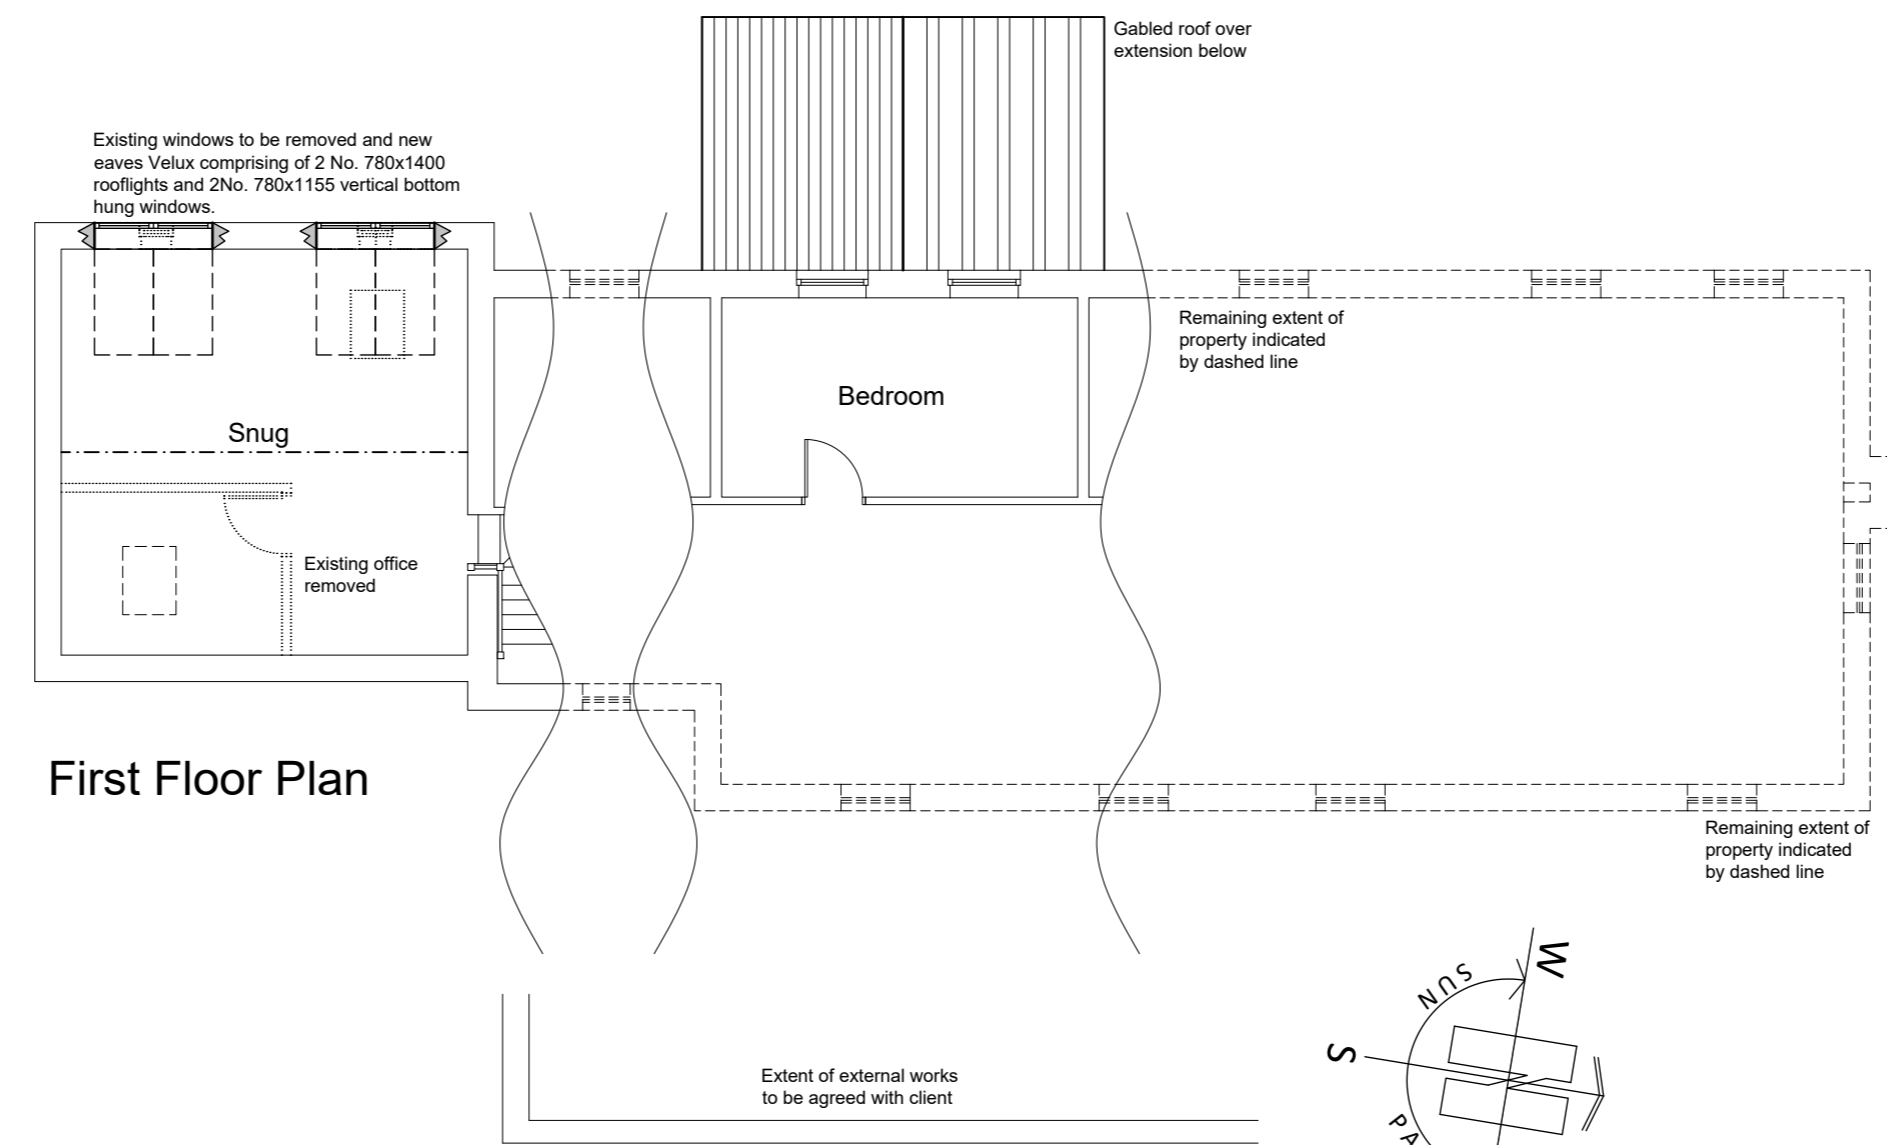 Gabled roof over
extension below
Existing windows to be removed and new
eaves Velux comprising of 2 No. 780x1400
rooflights and 2No. 780x1155 vertical bottom
hung windows.
Remaining extent of
property indicated
by dashed line
Bedroom
Snug
Existing office
removed
First Floor Plan
Remaining extent of
property indicated
by dashed line
W
SUN
S
PA
Extent of external works
to be agreed with client